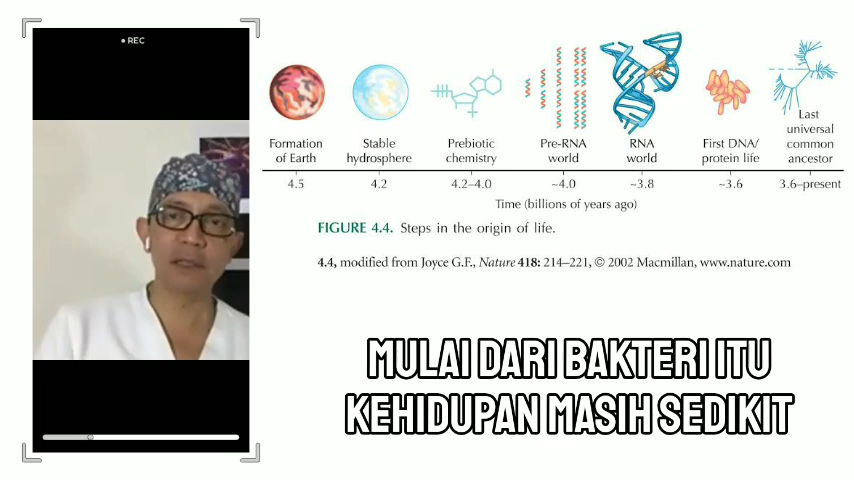 • REC
Formation
of Earth
Stable
hydrosphere
Prebiotic
chemistry
Pre-RNA
world
RNA
world
First DNA/
protein life
Last
universal
common
ancestor
4.5
4.2
4.2–4.0
~4.0
~3.8
~3.6
3.6–present
Time (billions of years ago)
FIGURE 4.4. Steps in the origin of life.
4.4, modified from Joyce G.F., Nature 418: 214–221, © 2002 Macmillan, www.nature.com
MULAI DARI BAKTERI ITU
KEHIDUPAN MASIH SEDIKIT